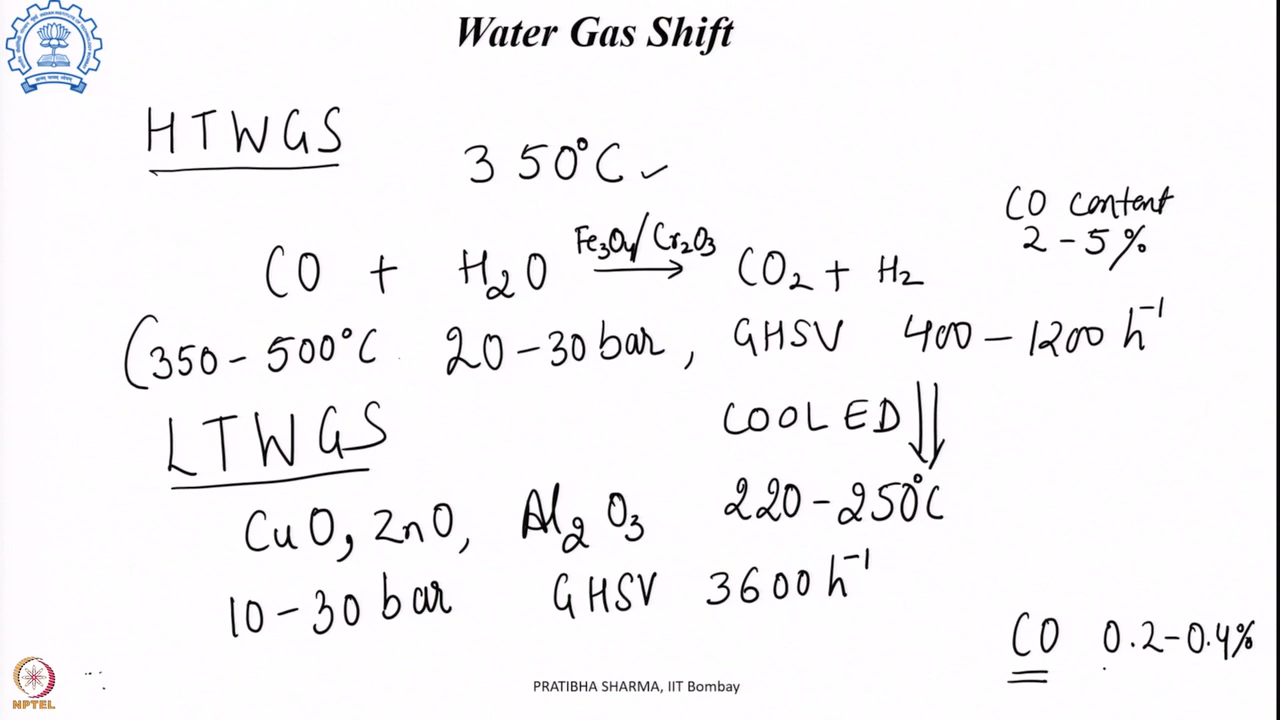 Water Gas Shift
HTWGS
350°C ✓
CO content
2-5%
CO + H2O Fe3O4/Cr2O3 → CO2 + H2
(350-500°C 20-30 bar, GHSV 400-1200 h⁻¹
LTWGS
COOLED
CuO, ZnO, Al2O3 220-250°C
10-30 bar GHSV 3600 h⁻¹
CO 0.2-0.4%
NPTEL
PRATIBHA SHARMA, IIT Bombay